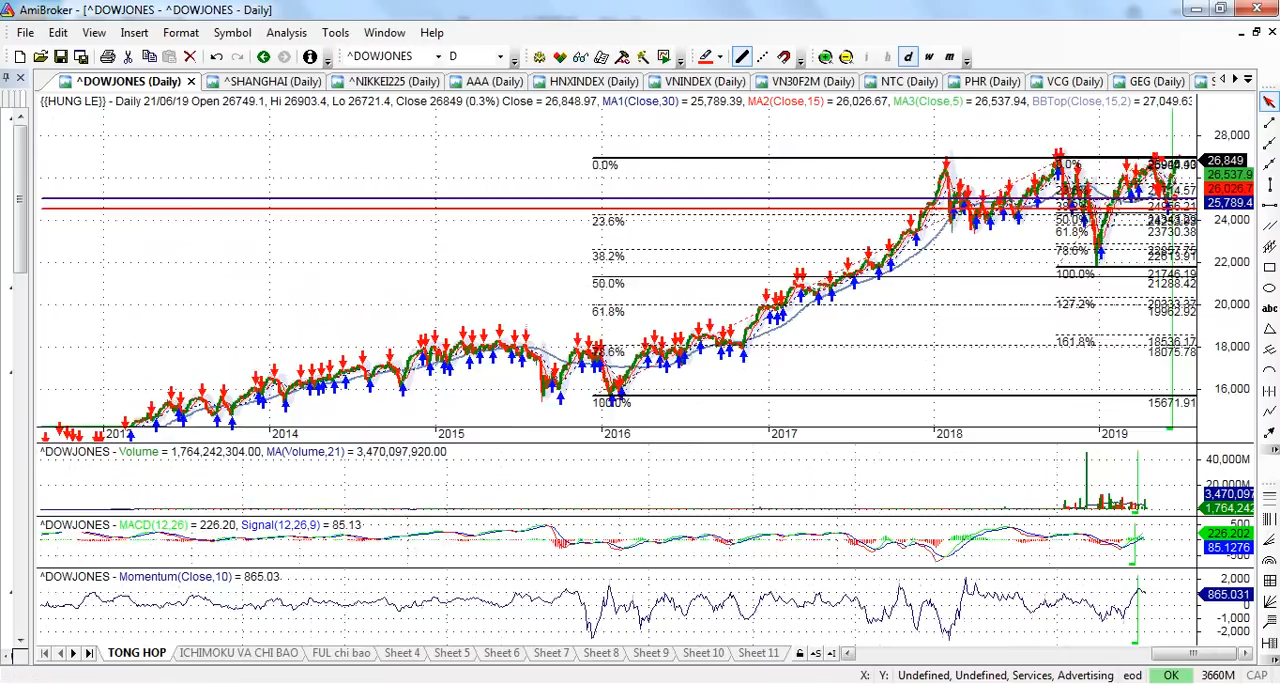 AmiBroker - [^DOWJONES - ^DOWJONES - Daily]
File Edit View Insert Format Symbol Analysis Tools Window Help
^DOWJONES D i h d w m
^DOWJONES (Daily) ^SHANGHAI (Daily) ^NIKKEI225 (Daily) AAA (Daily) HNXINDEX (Daily) VNINDEX (Daily) VN30F2M (Daily) NTC (Daily) PHR (Daily) VCG (Daily) GEG (Daily)
{{HUNG LE}} - Daily 21/06/19 Open 26749.1, Hi 26903.4, Lo 26721.4, Close 26849 (0.3%) Close = 26,848.97, MA1(Close,30) = 25,789.39, MA2(Close,15) = 26,026.67, MA3(Close,5) = 26,537.94, BBTop(Close,15,2) = 27,049.63
abc
28,000
0.0%
26,849
26,537.9
26,026.7
25,789.4
23.6% 24,000
50.0%
61.8% 23730.38
38.2% 78.6% 22,000
100.0% 21746.19
50.0% 21288.42
61.8% 127.2% 20,000
19962.92
161.8% 18536.17
18,000
18075.78
16,000
100.0% 15671.91
2014 2015 2016 2017 2018 2019
^DOWJONES - Volume = 1,764,242,304.00, MA(Volume,21) = 3,470,097,920.00
40,000M
20,000M
3,470,097
1,764,242
^DOWJONES - MACD(12,26) = 226.20, Signal(12,26,9) = 85.13
500
226.202
85.1276
-500
^DOWJONES - Momentum(Close,10) = 865.03
2,000
865.031
0
-1,000
-2,000
TONG HOP ICHIMOKU VA CHI BAO FUL chi bao Sheet 4 Sheet 5 Sheet 6 Sheet 7 Sheet 8 Sheet 9 Sheet 10 Sheet 11
X: Y: Undefined, Undefined, Services, Advertising eod OK 3660M CAP